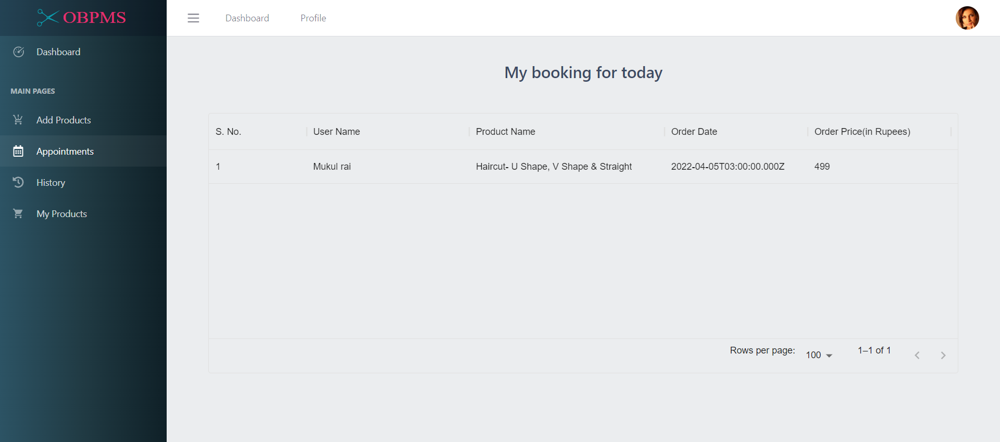 OBPMS
Dashboard
Profile
Dashboard
MAIN PAGES
Add Products
Appointments
History
My Products
My booking for today
S. No.
User Name
Product Name
Order Date
Order Price(in Rupees)
1
Mukul rai
Haircut- U Shape, V Shape & Straight
2022-04-05T03:00:00.000Z
499
Rows per page:
100
1–1 of 1